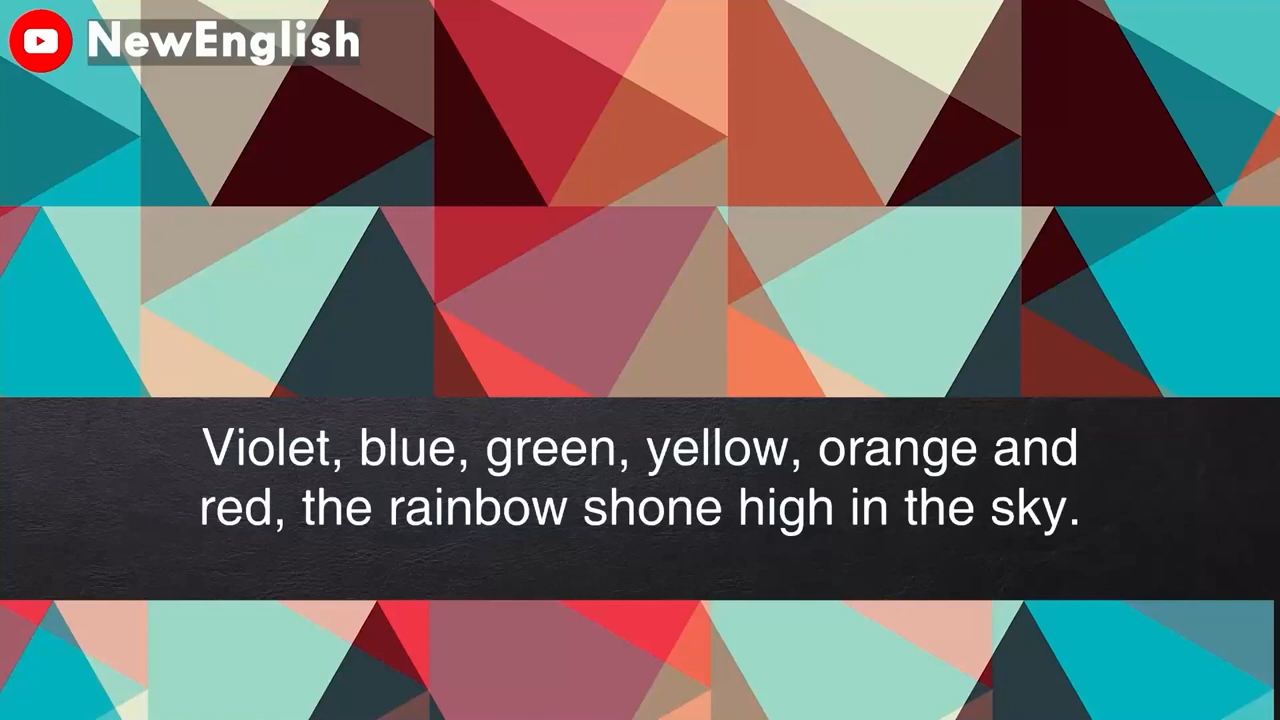 NewEnglish
Violet, blue, green, yellow, orange and
red, the rainbow shone high in the sky.